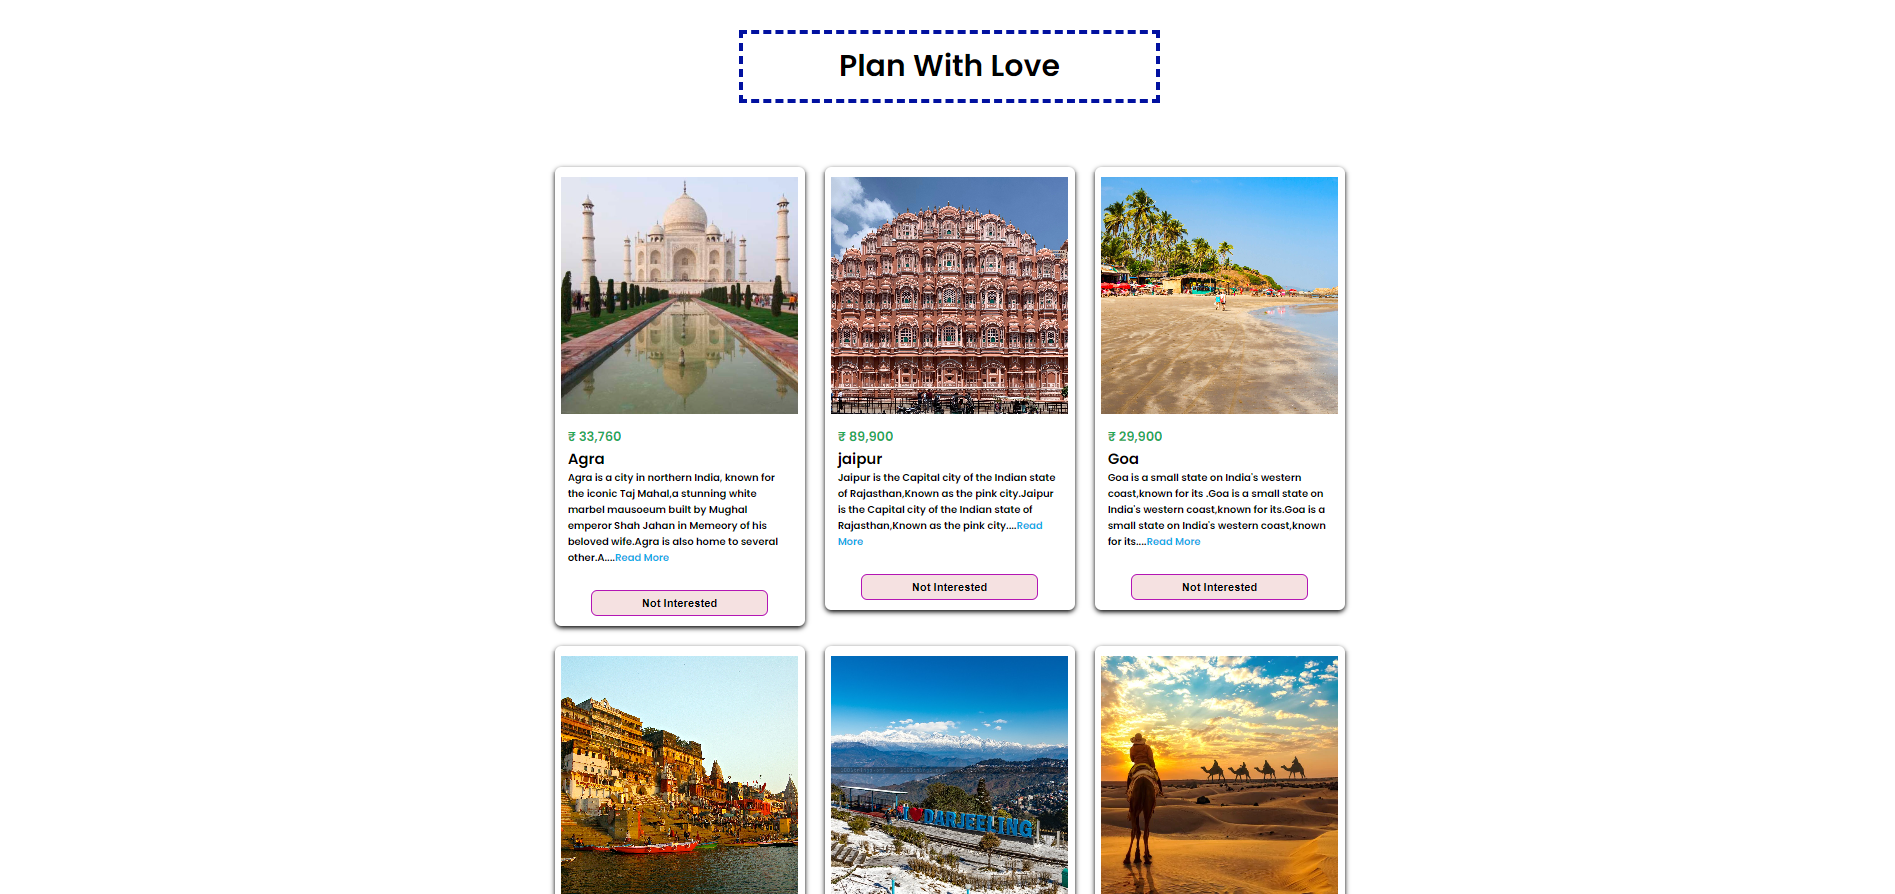 Plan With Love
₹ 33,760
Agra
Agra is a city in northern India, known for
the iconic Taj Mahal,a stunning white
marbel mausoeum built by Mughal
emperor Shah Jahan in Memeory of his
beloved wife.Agra is also home to several
other.A....Read More
Not Interested
₹ 89,900
jaipur
Jaipur is the Capital city of the Indian state
of Rajasthan,Known as the pink city.Jaipur
is the Capital city of the Indian state of
Rajasthan,Known as the pink city....Read
More
Not Interested
₹ 29,900
Goa
Goa is a small state on India's western
coast,known for its .Goa is a small state on
India's western coast,known for its.Goa is a
small state on India's western coast,known
for its....Read More
Not Interested
I ❤ DARJEELING